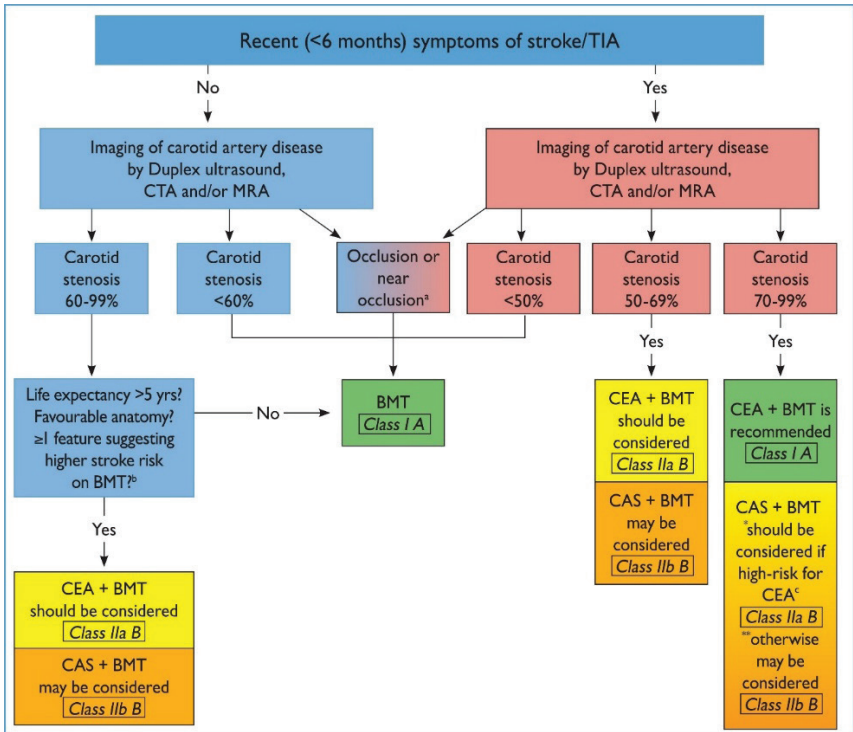 Recent (<6 months) symptoms of stroke/TIA
No
Yes
Imaging of carotid artery disease
by Duplex ultrasound,
CTA and/or MRA
Imaging of carotid artery disease
by Duplex ultrasound,
CTA and/or MRA
Carotid
stenosis
60-99%
Carotid
stenosis
<60%
Occlusion or
near
occlusionᵃ
Carotid
stenosis
<50%
Carotid
stenosis
50-69%
Carotid
stenosis
70-99%
Yes
Yes
Life expectancy >5 yrs?
Favourable anatomy?
≥1 feature suggesting
higher stroke risk
on BMT?ᵇ
No
BMT
Class I A
CEA + BMT
should be
considered
Class IIa B
CAS + BMT
may be
considered
Class IIb B
CEA + BMT is
recommended
Class I A
CAS + BMT
*should be
considered if
high-risk for
CEAᶜ
Class IIa B
**otherwise
may be
considered
Class IIb B
Yes
CEA + BMT
should be considered
Class IIa B
CAS + BMT
may be considered
Class IIb B